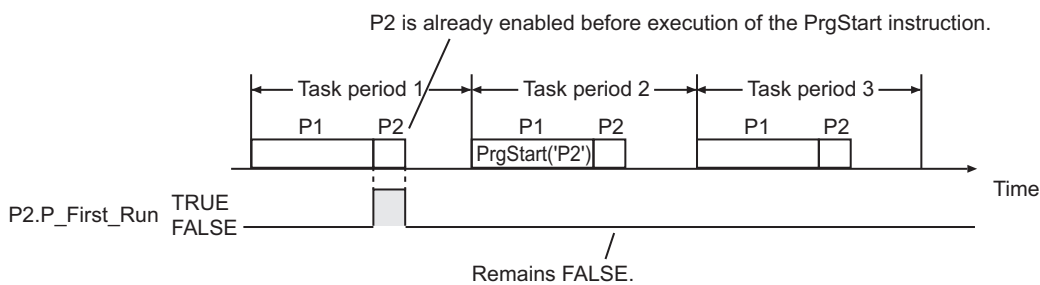 P2 is already enabled before execution of the PrgStart instruction.
Task period 1
Task period 2
Task period 3
P1
P2
P1
P2
P1
P2
PrgStart('P2')
Time
P2.P_First_Run
TRUE
FALSE
Remains FALSE.